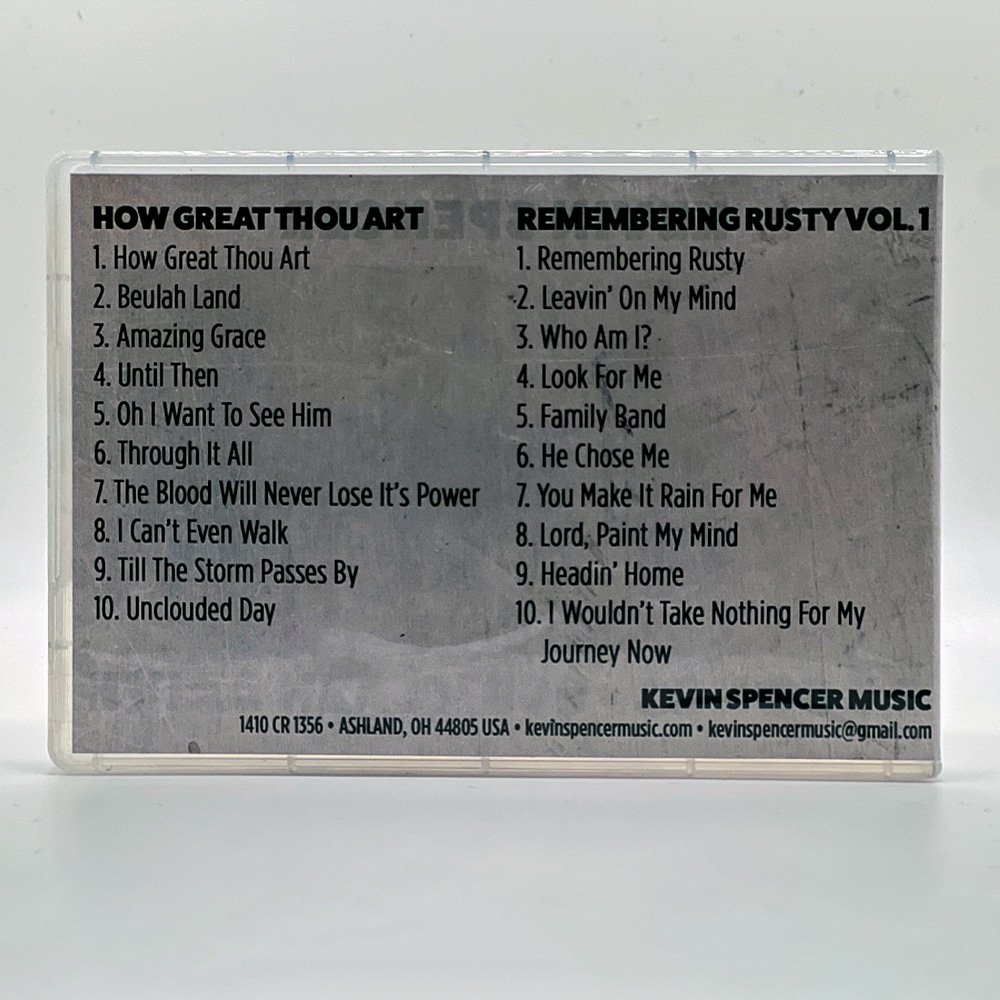 HOW GREAT THOU ART
1. How Great Thou Art
2. Beulah Land
3. Amazing Grace
4. Until Then
5. Oh I Want To See Him
6. Through It All
7. The Blood Will Never Lose It's Power
8. I Can't Even Walk
9. Till The Storm Passes By
10. Unclouded Day
REMEMBERING RUSTY VOL. 1
1. Remembering Rusty
2. Leavin' On My Mind
3. Who Am I?
4. Look For Me
5. Family Band
6. He Chose Me
7. You Make It Rain For Me
8. Lord, Paint My Mind
9. Headin' Home
10. I Wouldn't Take Nothing For My
Journey Now
KEVIN SPENCER MUSIC
1410 CR 1356 • ASHLAND, OH 44805 USA • kevinspencermusic.com • kevinspencermusic@gmail.com